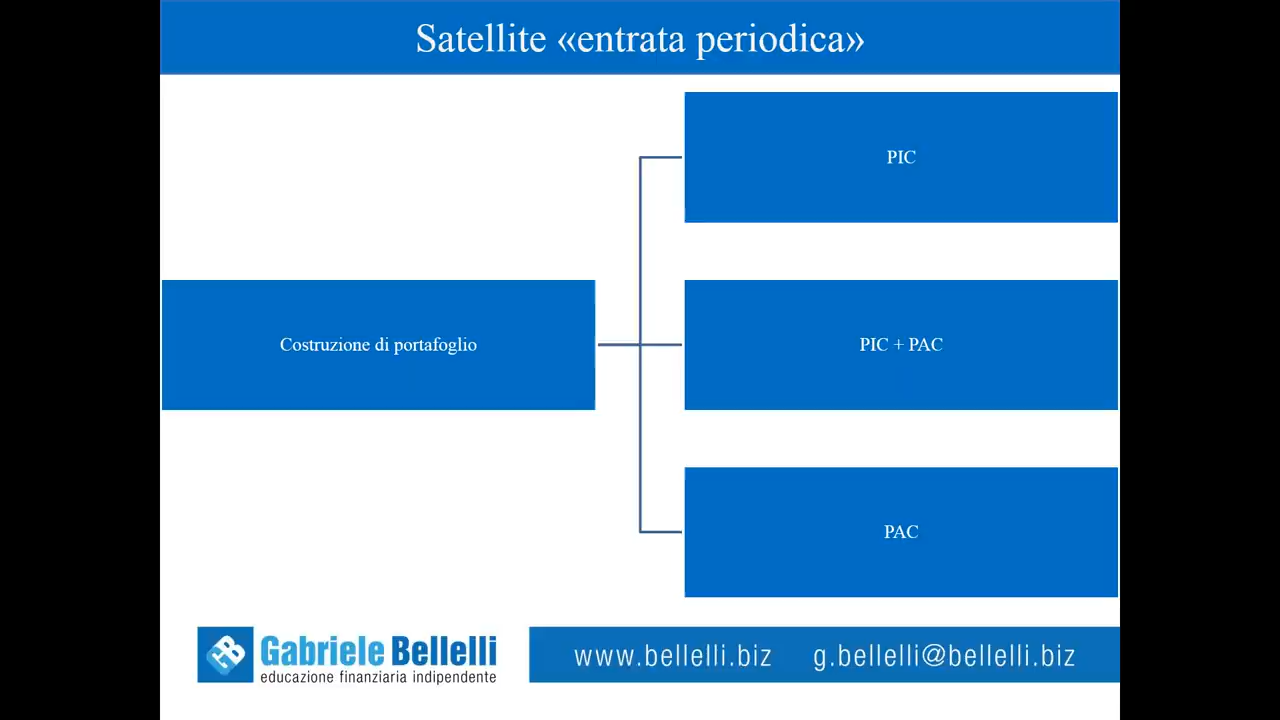 Satellite «entrata periodica»
PIC
Costruzione di portafoglio
PIC + PAC
PAC
Gabriele Bellelli
educazione finanziaria indipendente
www.bellelli.biz g.bellelli@bellelli.biz